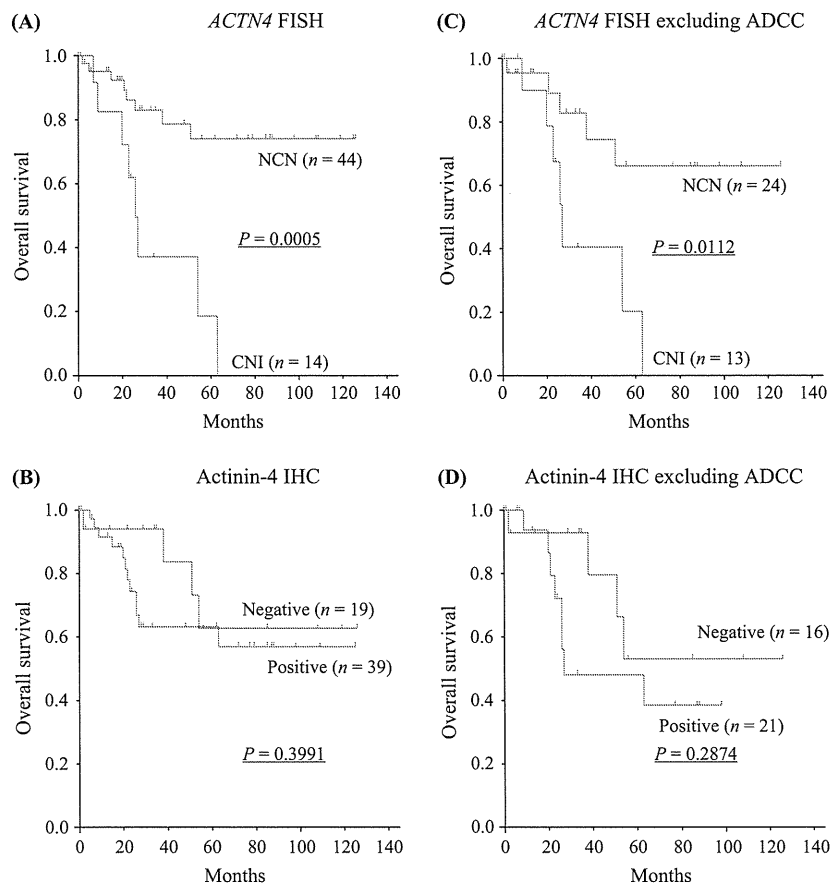 (A) ACTN4 FISH
Overall survival
1.0
0.8
0.6
0.4
0.2
0.0
NCN (n = 44)
P = 0.0005
CNI (n = 14)
0 20 40 60 80 100 120 140
Months
(C) ACTN4 FISH excluding ADCC
Overall survival
1.0
0.8
0.6
0.4
0.2
0.0
NCN (n = 24)
P = 0.0112
CNI (n = 13)
0 20 40 60 80 100 120 140
Months
(B) Actinin-4 IHC
Overall survival
1.0
0.8
0.6
0.4
0.2
0.0
Negative (n = 19)
Positive (n = 39)
P = 0.3991
0 20 40 60 80 100 120 140
Months
(D) Actinin-4 IHC excluding ADCC
Overall survival
1.0
0.8
0.6
0.4
0.2
0.0
Negative (n = 16)
Positive (n = 21)
P = 0.2874
0 20 40 60 80 100 120 140
Months